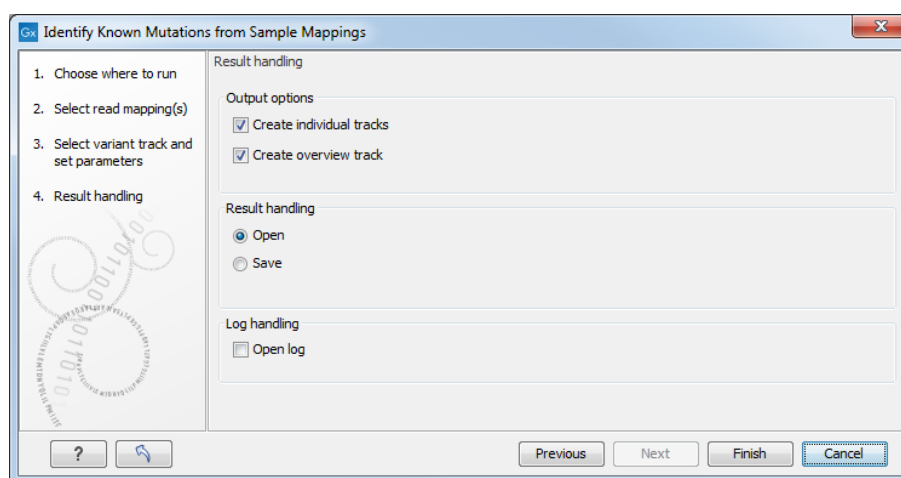 Gx Identify Known Mutations from Sample Mappings
1. Choose where to run
2. Select read mapping(s)
3. Select variant track and
set parameters
4. Result handling
Result handling
Output options
Create individual tracks
Create overview track
Result handling
Open
Save
Log handling
Open log
?
Previous
Next
Finish
Cancel